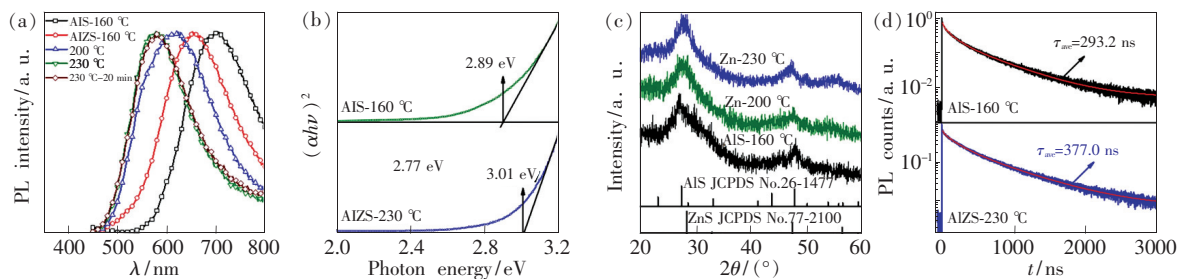 (a)
AIS-160 ℃
AIZS-160 ℃
200 ℃
230 ℃
230 ℃-20 min
PL intensity/a. u.
400 500 600 700 800
λ/nm
(b)
2.89 eV
AIS-160 ℃
2.77 eV
3.01 eV
AIZS-230 ℃
(αhν)²
2.0 2.4 2.8 3.2
Photon energy/eV
(c)
Zn-230 ℃
Zn-200 ℃
AIS-160 ℃
AIS JCPDS No.26-1477
ZnS JCPDS No.77-2100
Intensity/a. u.
20 30 40 50 60
2θ/(°)
(d)
τave=293.2 ns
AIS-160 ℃
τave=377.0 ns
AIZS-230 ℃
PL counts/a. u.
10⁰
10⁻²
10⁻¹
0 1000 2000 3000
t/ns